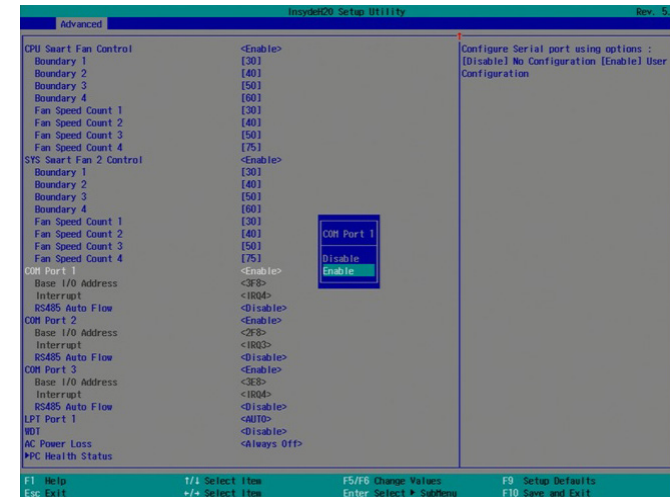 InsydeH20 Setup Utility Rev. 5.
Advanced
CPU Smart Fan Control <Enable>
Boundary 1 [30]
Boundary 2 [40]
Boundary 3 [50]
Boundary 4 [60]
Fan Speed Count 1 [30]
Fan Speed Count 2 [40]
Fan Speed Count 3 [50]
Fan Speed Count 4 [75]
SYS Smart Fan 2 Control <Enable>
Boundary 1 [30]
Boundary 2 [40]
Boundary 3 [50]
Boundary 4 [60]
Fan Speed Count 1 [30]
Fan Speed Count 2 [40]
Fan Speed Count 3 [50]
Fan Speed Count 4 [75]
COM Port 1 <Enable>
Base I/O Address <3F8>
Interrupt <IRQ4>
RS485 Auto Flow <Disable>
COM Port 2 <Enable>
Base I/O Address <2F8>
Interrupt <IRQ3>
RS485 Auto Flow <Disable>
COM Port 3 <Enable>
Base I/O Address <3E8>
Interrupt <IRQ4>
RS485 Auto Flow <Disable>
LPT Port 1 <AUTO>
WDT <Disable>
AC Power Loss <Always Off>
▶PC Health Status
COM Port 1
Disable
Enable
Configure Serial port using options :
[Disable] No Configuration [Enable] User
Configuration
F1 Help ↑/↓ Select Item F5/F6 Change Values F9 Setup Defaults
Esc Exit ←/→ Select Item Enter Select ▶ SubMenu F10 Save and Exit